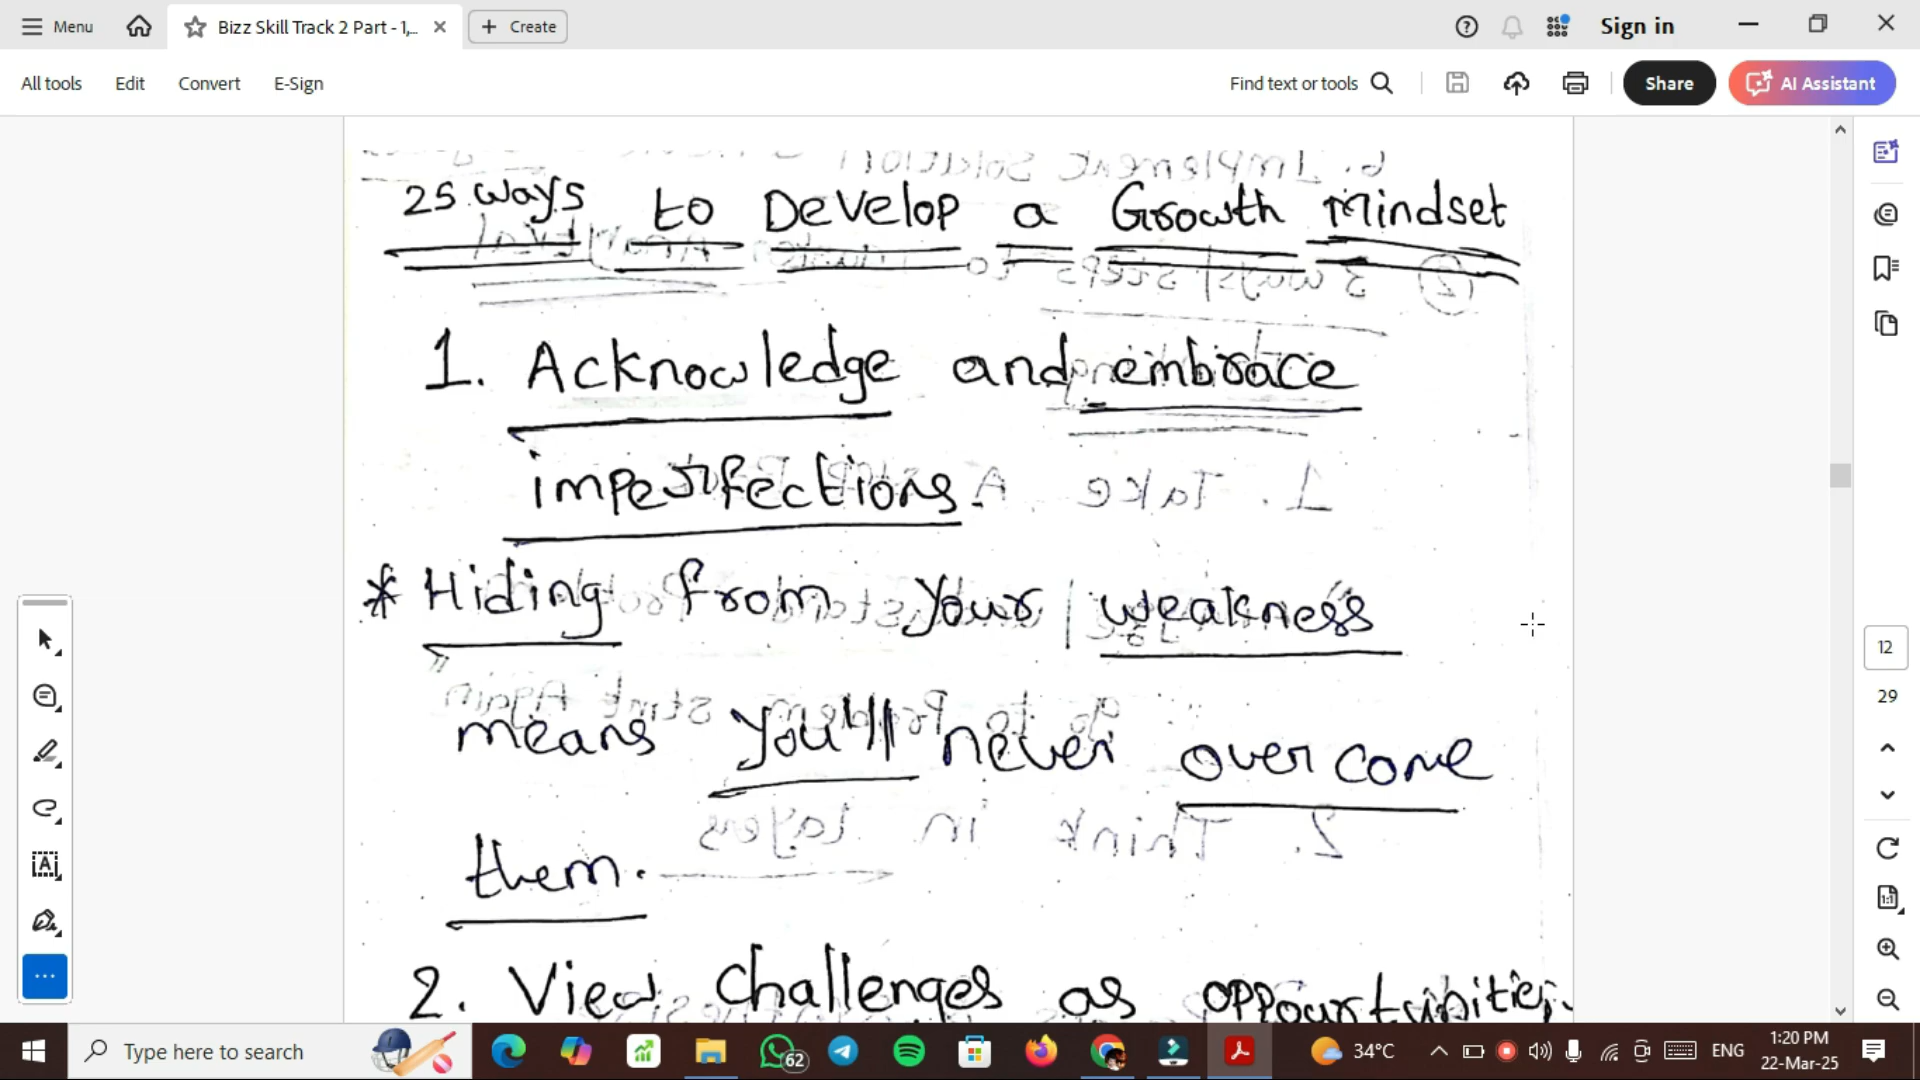 Menu
Bizz Skill Track 2 Part - 1,...
Create
Sign in
All tools Edit Convert E-Sign
Find text or tools
Share
AI Assistant
25 ways to Develop a Growth Mindset
1. Acknowledge and embrace
imperfections.
* Hiding from your weakness
means you'll never overcome
them.
2. View challenges as
12
29
Type here to search
62
34°C
ENG
1:20 PM
22-Mar-25